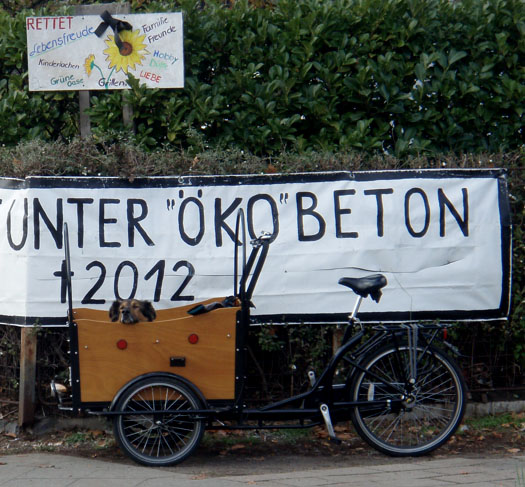 RETTET
Lebensfreude
Familie
Freunde
Kinderlachen
Hobby
Grüne
Oase
Grillen
LIEBE
UNTER "ÖKO" BETON
†2012